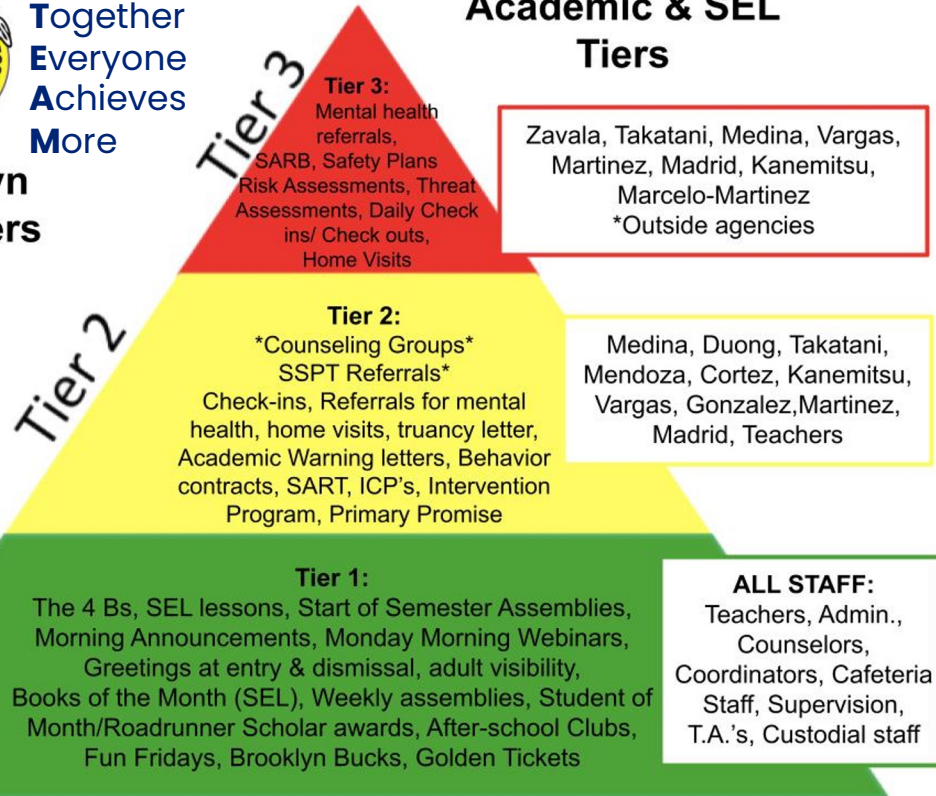 Together
Everyone
Achieves
More
Academic & SEL
Tiers
Tier 3
Tier 3:
Mental health
referrals,
SARB, Safety Plans
Risk Assessments, Threat
Assessments, Daily Check
ins/ Check outs,
Home Visits
Zavala, Takatani, Medina, Vargas,
Martinez, Madrid, Kanemitsu,
Marcelo-Martinez
*Outside agencies
Tier 2
Tier 2:
*Counseling Groups*
SSPT Referrals*
Check-ins, Referrals for mental
health, home visits, truancy letter,
Academic Warning letters, Behavior
contracts, SART, ICP's, Intervention
Program, Primary Promise
Medina, Duong, Takatani,
Mendoza, Cortez, Kanemitsu,
Vargas, Gonzalez,Martinez,
Madrid, Teachers
Tier 1:
The 4 Bs, SEL lessons, Start of Semester Assemblies,
Morning Announcements, Monday Morning Webinars,
Greetings at entry & dismissal, adult visibility,
Books of the Month (SEL), Weekly assemblies, Student of
Month/Roadrunner Scholar awards, After-school Clubs,
Fun Fridays, Brooklyn Bucks, Golden Tickets
ALL STAFF:
Teachers, Admin.,
Counselors,
Coordinators, Cafeteria
Staff, Supervision,
T.A.'s, Custodial staff